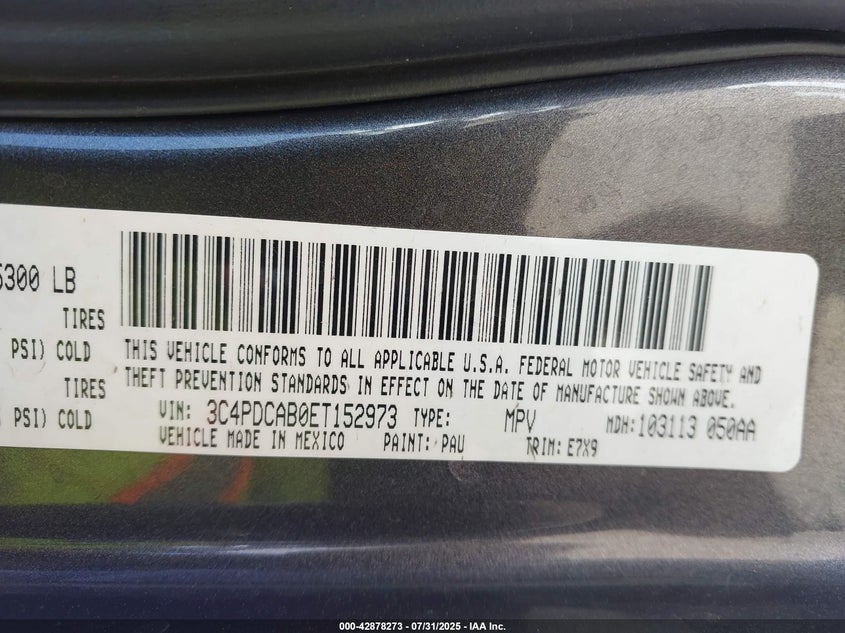 5300 LB
TIRES
PSI) COLD
TIRES
PSI) COLD
THIS VEHICLE CONFORMS TO ALL APPLICABLE U.S.A. FEDERAL MOTOR VEHICLE SAFETY AND
THEFT PREVENTION STANDARDS IN EFFECT ON THE DATE OF MANUFACTURE SHOWN ABOVE.
VIN: 3C4PDCAB0ET152973 TYPE: MPV MDH:103113 050AA
VEHICLE MADE IN MEXICO PAINT: PAU TRIM: E7X9
000-42878273 | 07/31/2025 - IAA Inc.